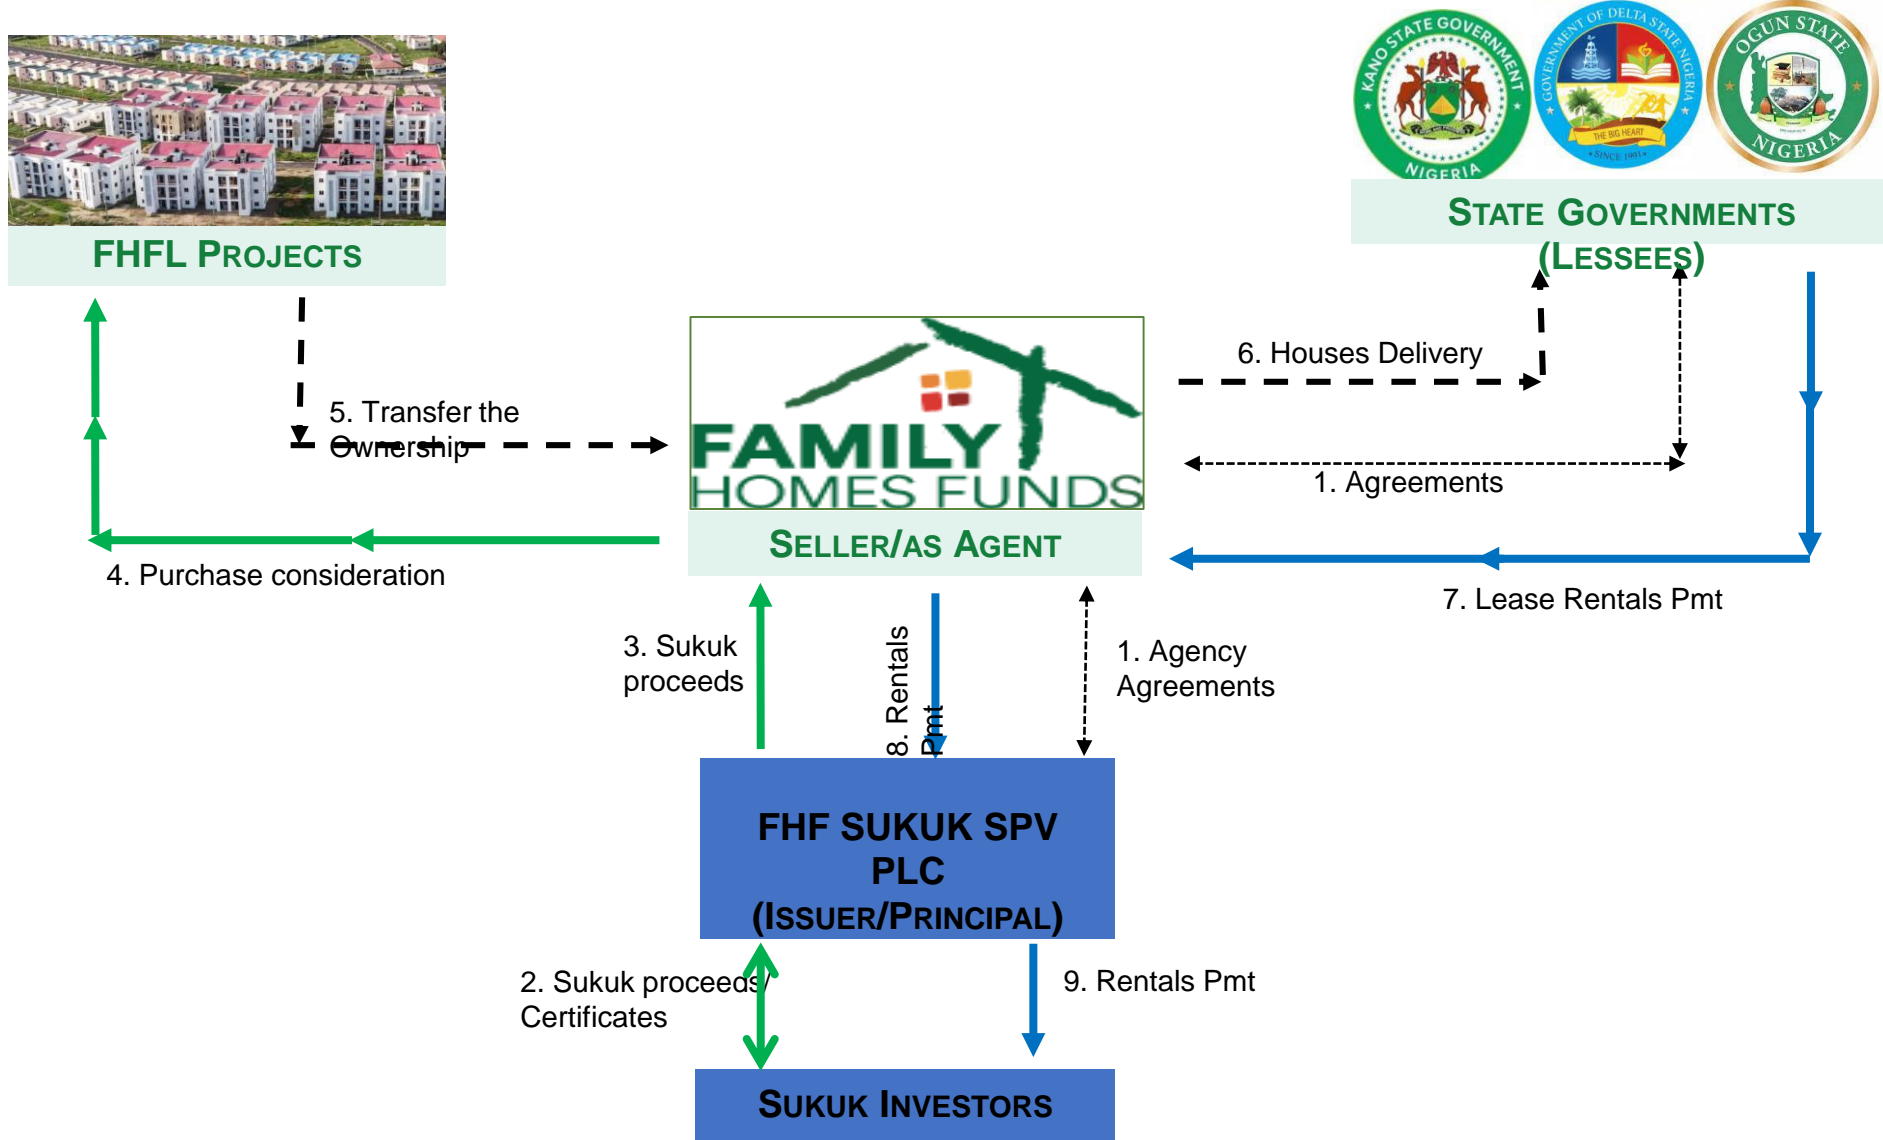 KANO STATE GOVERNMENT
NIGERIA
GOVERNMENT OF DELTA STATE NIGERIA
THE BIG HEART
SINCE 1991
OGUN STATE
NIGERIA
FHFL PROJECTS
STATE GOVERNMENTS
(LESSEES)
6. Houses Delivery
5. Transfer the
Ownership
FAMILY
HOMES FUNDS
1. Agreements
SELLER/AS AGENT
4. Purchase consideration
7. Lease Rentals Pmt
3. Sukuk
proceeds
8. Rentals
Pmt
1. Agency
Agreements
FHF SUKUK SPV
PLC
(ISSUER/PRINCIPAL)
2. Sukuk proceeds/
Certificates
9. Rentals Pmt
SUKUK INVESTORS